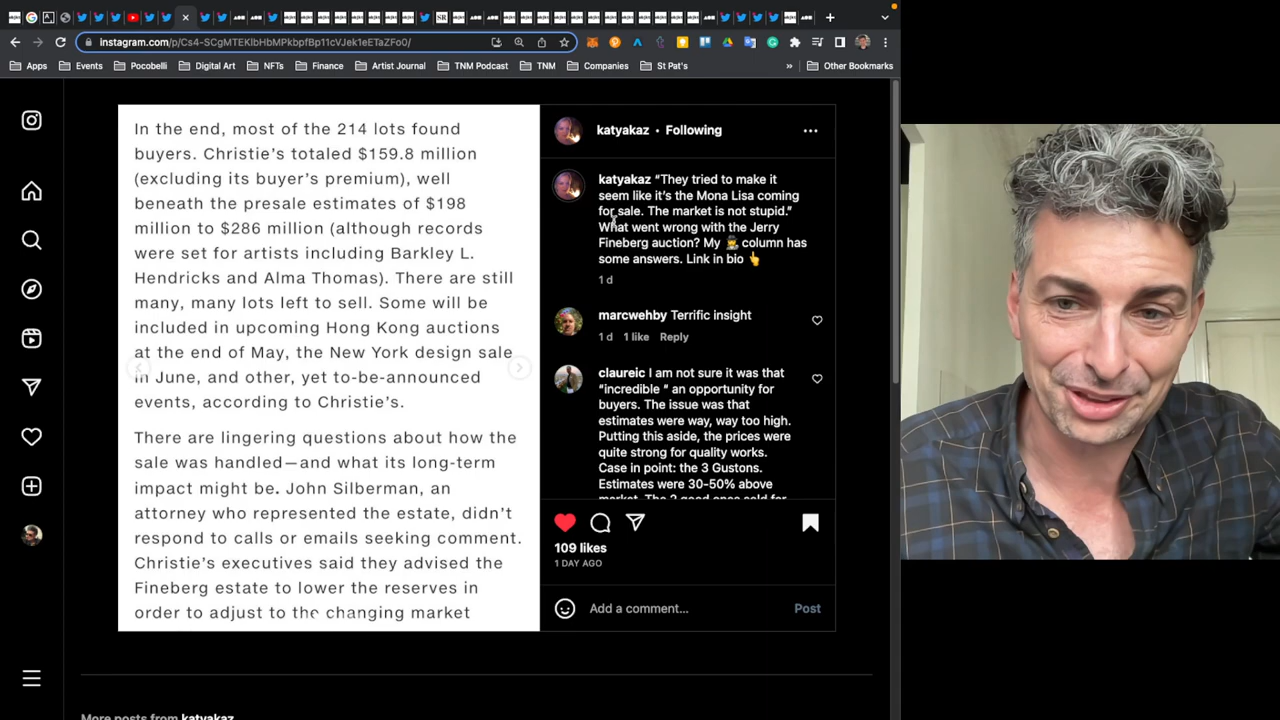 instagram.com/p/Cs4-SCgMTEKlbHbMPkbpfBp11cVJek1eETaZFo0/
Apps
Events
Pocobelli
Digital Art
NFTs
Finance
Artist Journal
TNM Podcast
TNM
Companies
St Pat's
»
Other Bookmarks
In the end, most of the 214 lots found
buyers. Christie's totaled $159.8 million
(excluding its buyer's premium), well
beneath the presale estimates of $198
million to $286 million (although records
were set for artists including Barkley L.
Hendricks and Alma Thomas). There are still
many, many lots left to sell. Some will be
included in upcoming Hong Kong auctions
at the end of May, the New York design sale
in June, and other, yet to-be-announced
events, according to Christie's.
There are lingering questions about how the
sale was handled—and what its long-term
impact might be. John Silberman, an
attorney who represented the estate, didn't
respond to calls or emails seeking comment.
Christie's executives said they advised the
Fineberg estate to lower the reserves in
order to adjust to the changing market
katyakaz • Following
katyakaz “They tried to make it
seem like it's the Mona Lisa coming
for sale. The market is not stupid.”
What went wrong with the Jerry
Fineberg auction? My 🕵️ column has
some answers. Link in bio 👆
1 d
marcwehby Terrific insight
1 d 1 like Reply
claureic I am not sure it was that
“incredible “ an opportunity for
buyers. The issue was that
estimates were way, way too high.
Putting this aside, the prices were
quite strong for quality works.
Case in point: the 3 Gustons.
Estimates were 30-50% above
market. The 2 good ones sold for
109 likes
1 DAY AGO
Add a comment...
Post
More posts from katyakaz